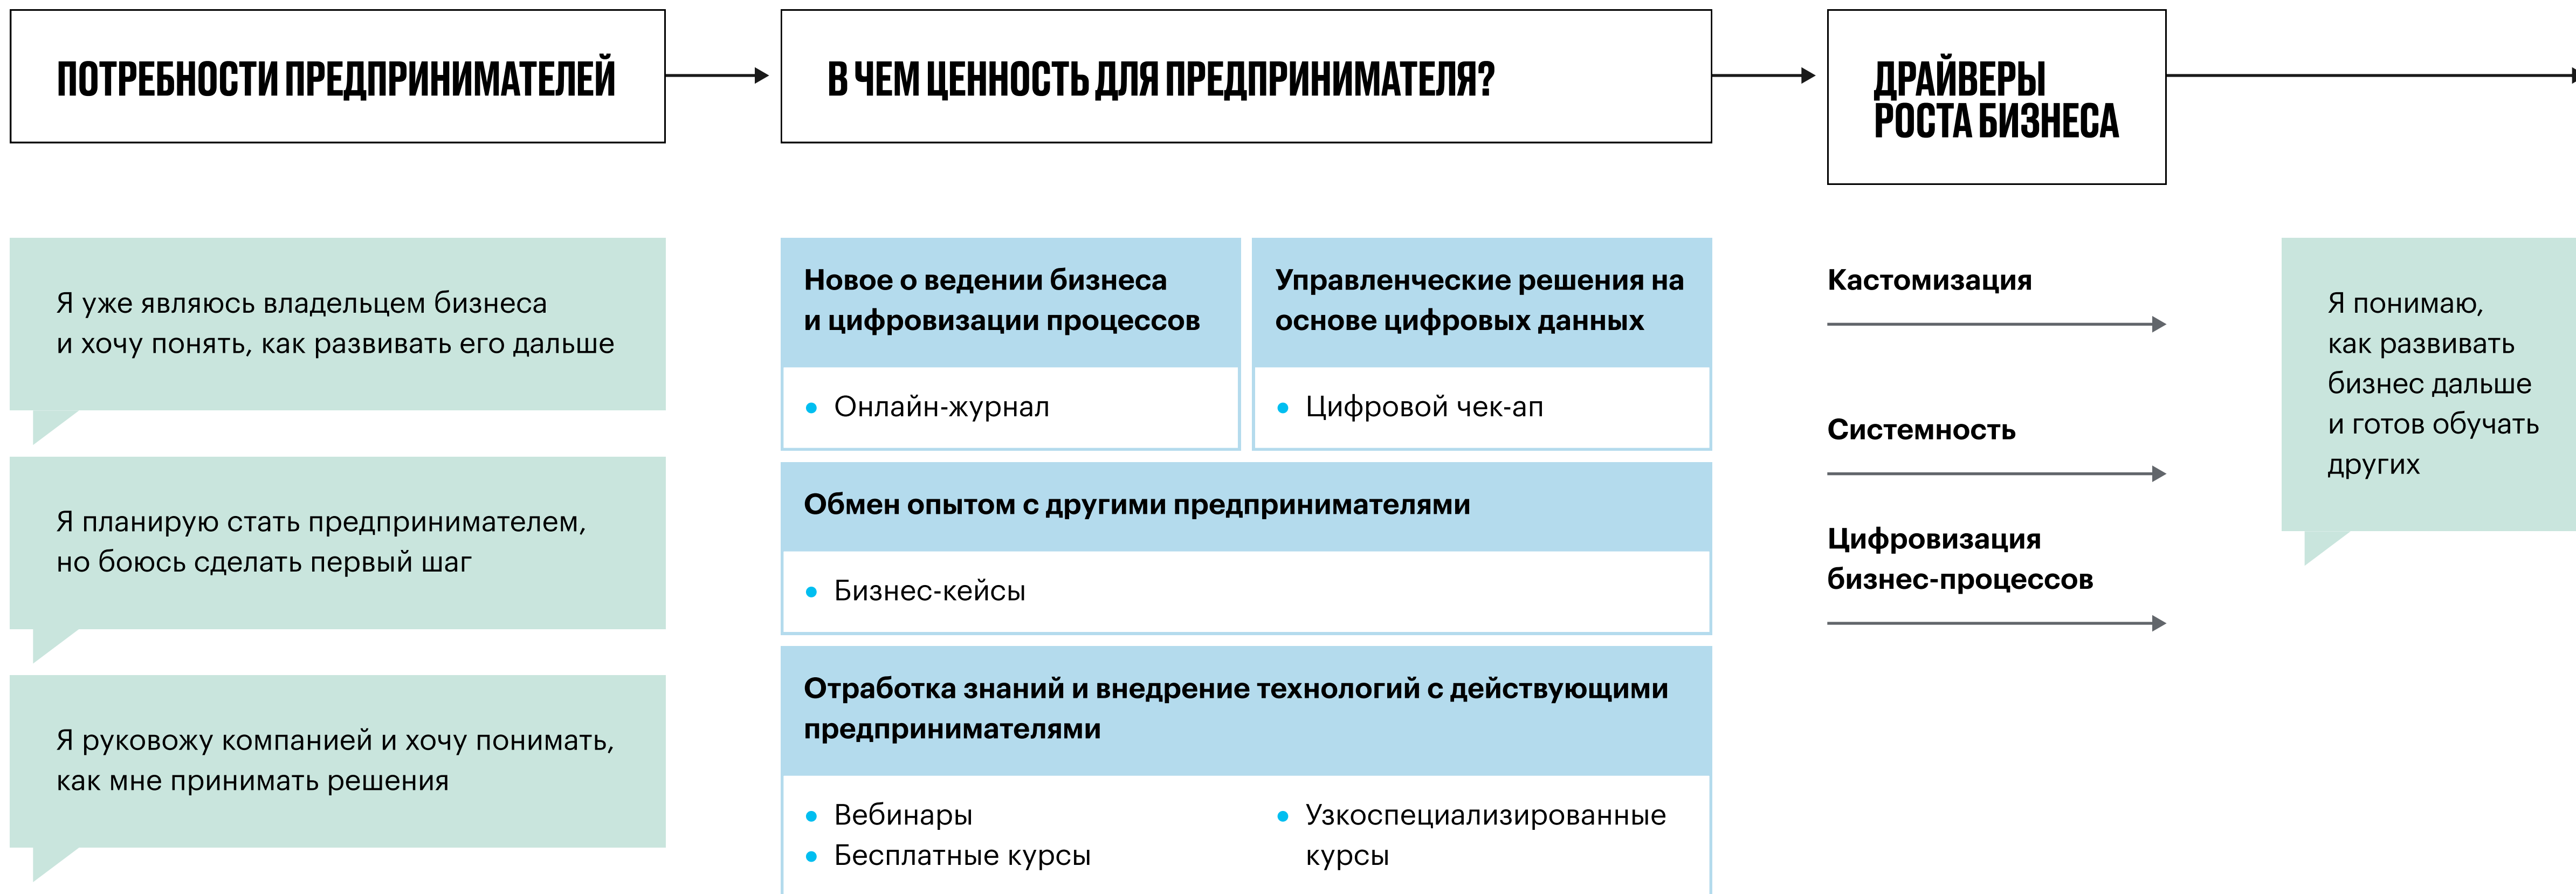 ПОТРЕБНОСТИ ПРЕДПРИНИМАТЕЛЕЙ
В ЧЕМ ЦЕННОСТЬ ДЛЯ ПРЕДПРИНИМАТЕЛЯ?
ДРАЙВЕРЫ
РОСТА БИЗНЕСА
Я уже являюсь владельцем бизнеса
и хочу понять, как развивать его дальше
Я планирую стать предпринимателем,
но боюсь сделать первый шаг
Я руковожу компанией и хочу понимать,
как мне принимать решения
Новое о ведении бизнеса
и цифровизации процессов
• Онлайн-журнал
Управленческие решения на
основе цифровых данных
• Цифровой чек-ап
Обмен опытом с другими предпринимателями
• Бизнес-кейсы
Отработка знаний и внедрение технологий с действующими
предпринимателями
• Вебинары
• Бесплатные курсы
• Узкоспециализированные
курсы
Кастомизация
Системность
Цифровизация
бизнес-процессов
Я понимаю,
как развивать
бизнес дальше
и готов обучать
других